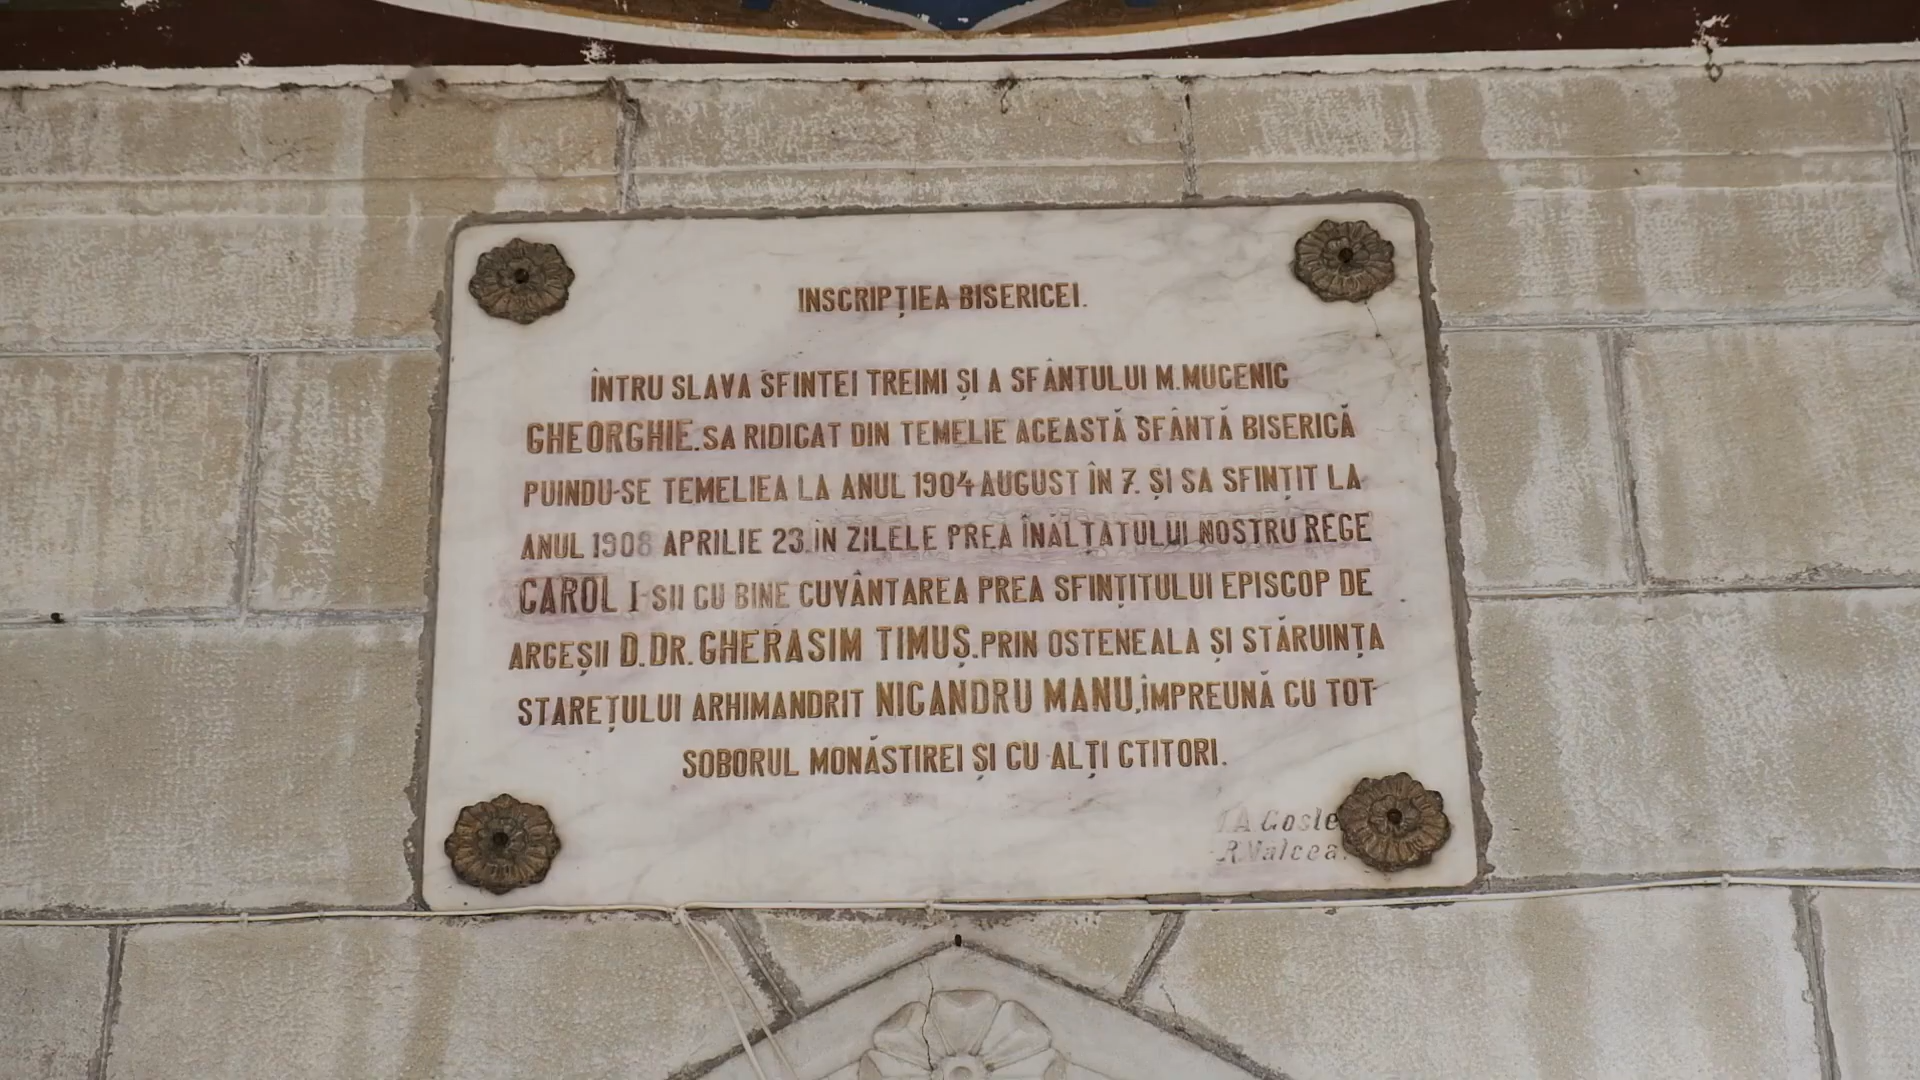 INSCRIPȚIEA BISERICEI.
ÎNTRU SLAVA SFINTEI TREIMI ȘI A SFÂNTULUI M. MUCENIC
GHEORGHIE. SA RIDICAT DIN TEMELIE ACEASTĂ SFÂNTĂ BISERICĂ
PUINDU-SE TEMELIEA LA ANUL 1904 AUGUST ÎN 7. ȘI SA SFINȚIT LA
ANUL 1908 APRILIE 23. ÎN ZILELE PREA ÎNĂLȚATULUI NOSTRU REGE
CAROL I-SII CU BINE CUVÂNTAREA PREA SFINȚITULUI EPISCOP DE
ARGEȘII D. DR. GHERASIM TIMUȘ. PRIN OSTENEALA ȘI STĂRUINȚA
STAREȚULUI ARHIMANDRIT NICANDRU MANU, ÎMPREUNĂ CU TOT
SOBORUL MONĂSTIREI ȘI CU ALȚI CTITORI.
R. Valcea.